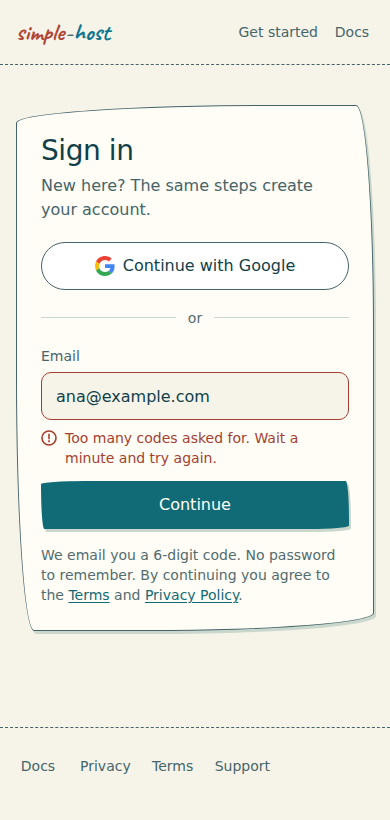 simple-host
Get started Docs
Sign in
New here? The same steps create
your account.
Continue with Google
or
Email
ana@example.com
Too many codes asked for. Wait a
minute and try again.
Continue
We email you a 6-digit code. No password
to remember. By continuing you agree to
the Terms and Privacy Policy.
Docs Privacy Terms Support